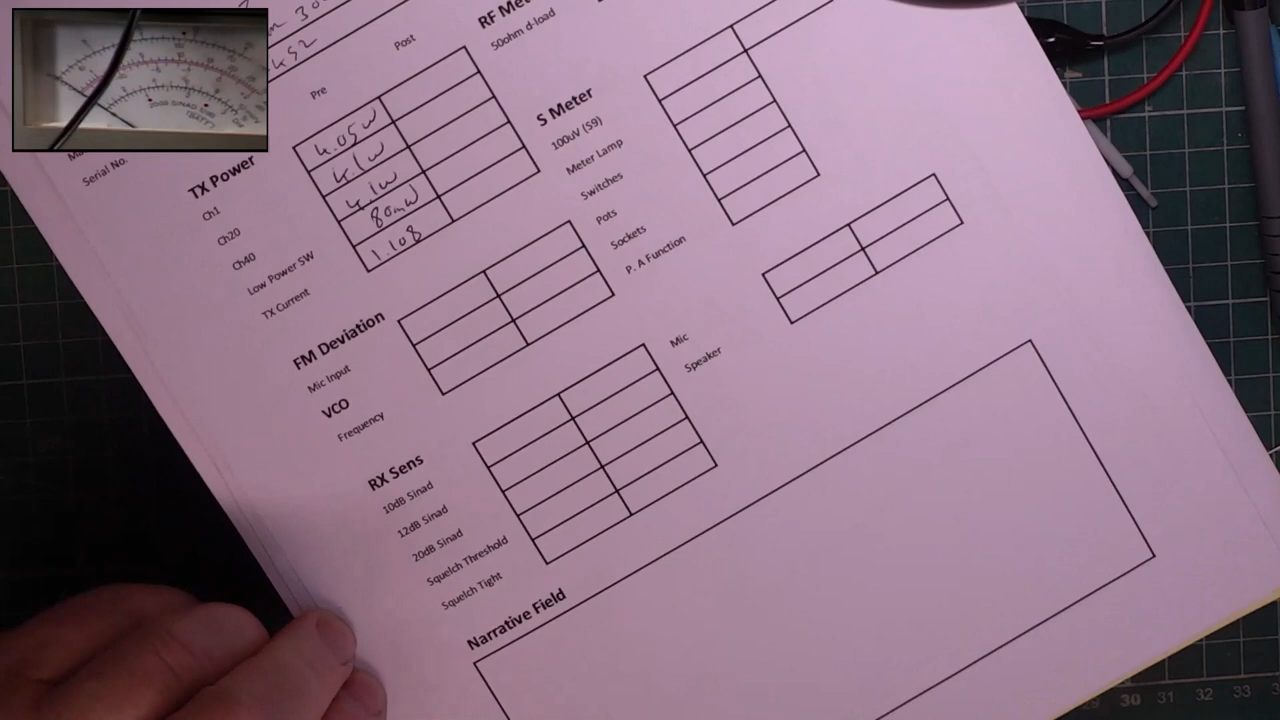 Serial No.
Pre
Post
TX Power
Ch1 4.05W
Ch20 4.1W
Ch40 4.1W
Low Power SW 80mW
TX Current 1.108
FM Deviation
Mic Input
VCO
Frequency
RX Sens
10dB Sinad
12dB Sinad
20dB Sinad
Squelch Threshold
Squelch Tight
50ohm d-load
S Meter
100uV (S9)
Meter Lamp
Switches
Pots
Sockets
P. A Function
Mic
Speaker
Narrative Field
30 31 32 33